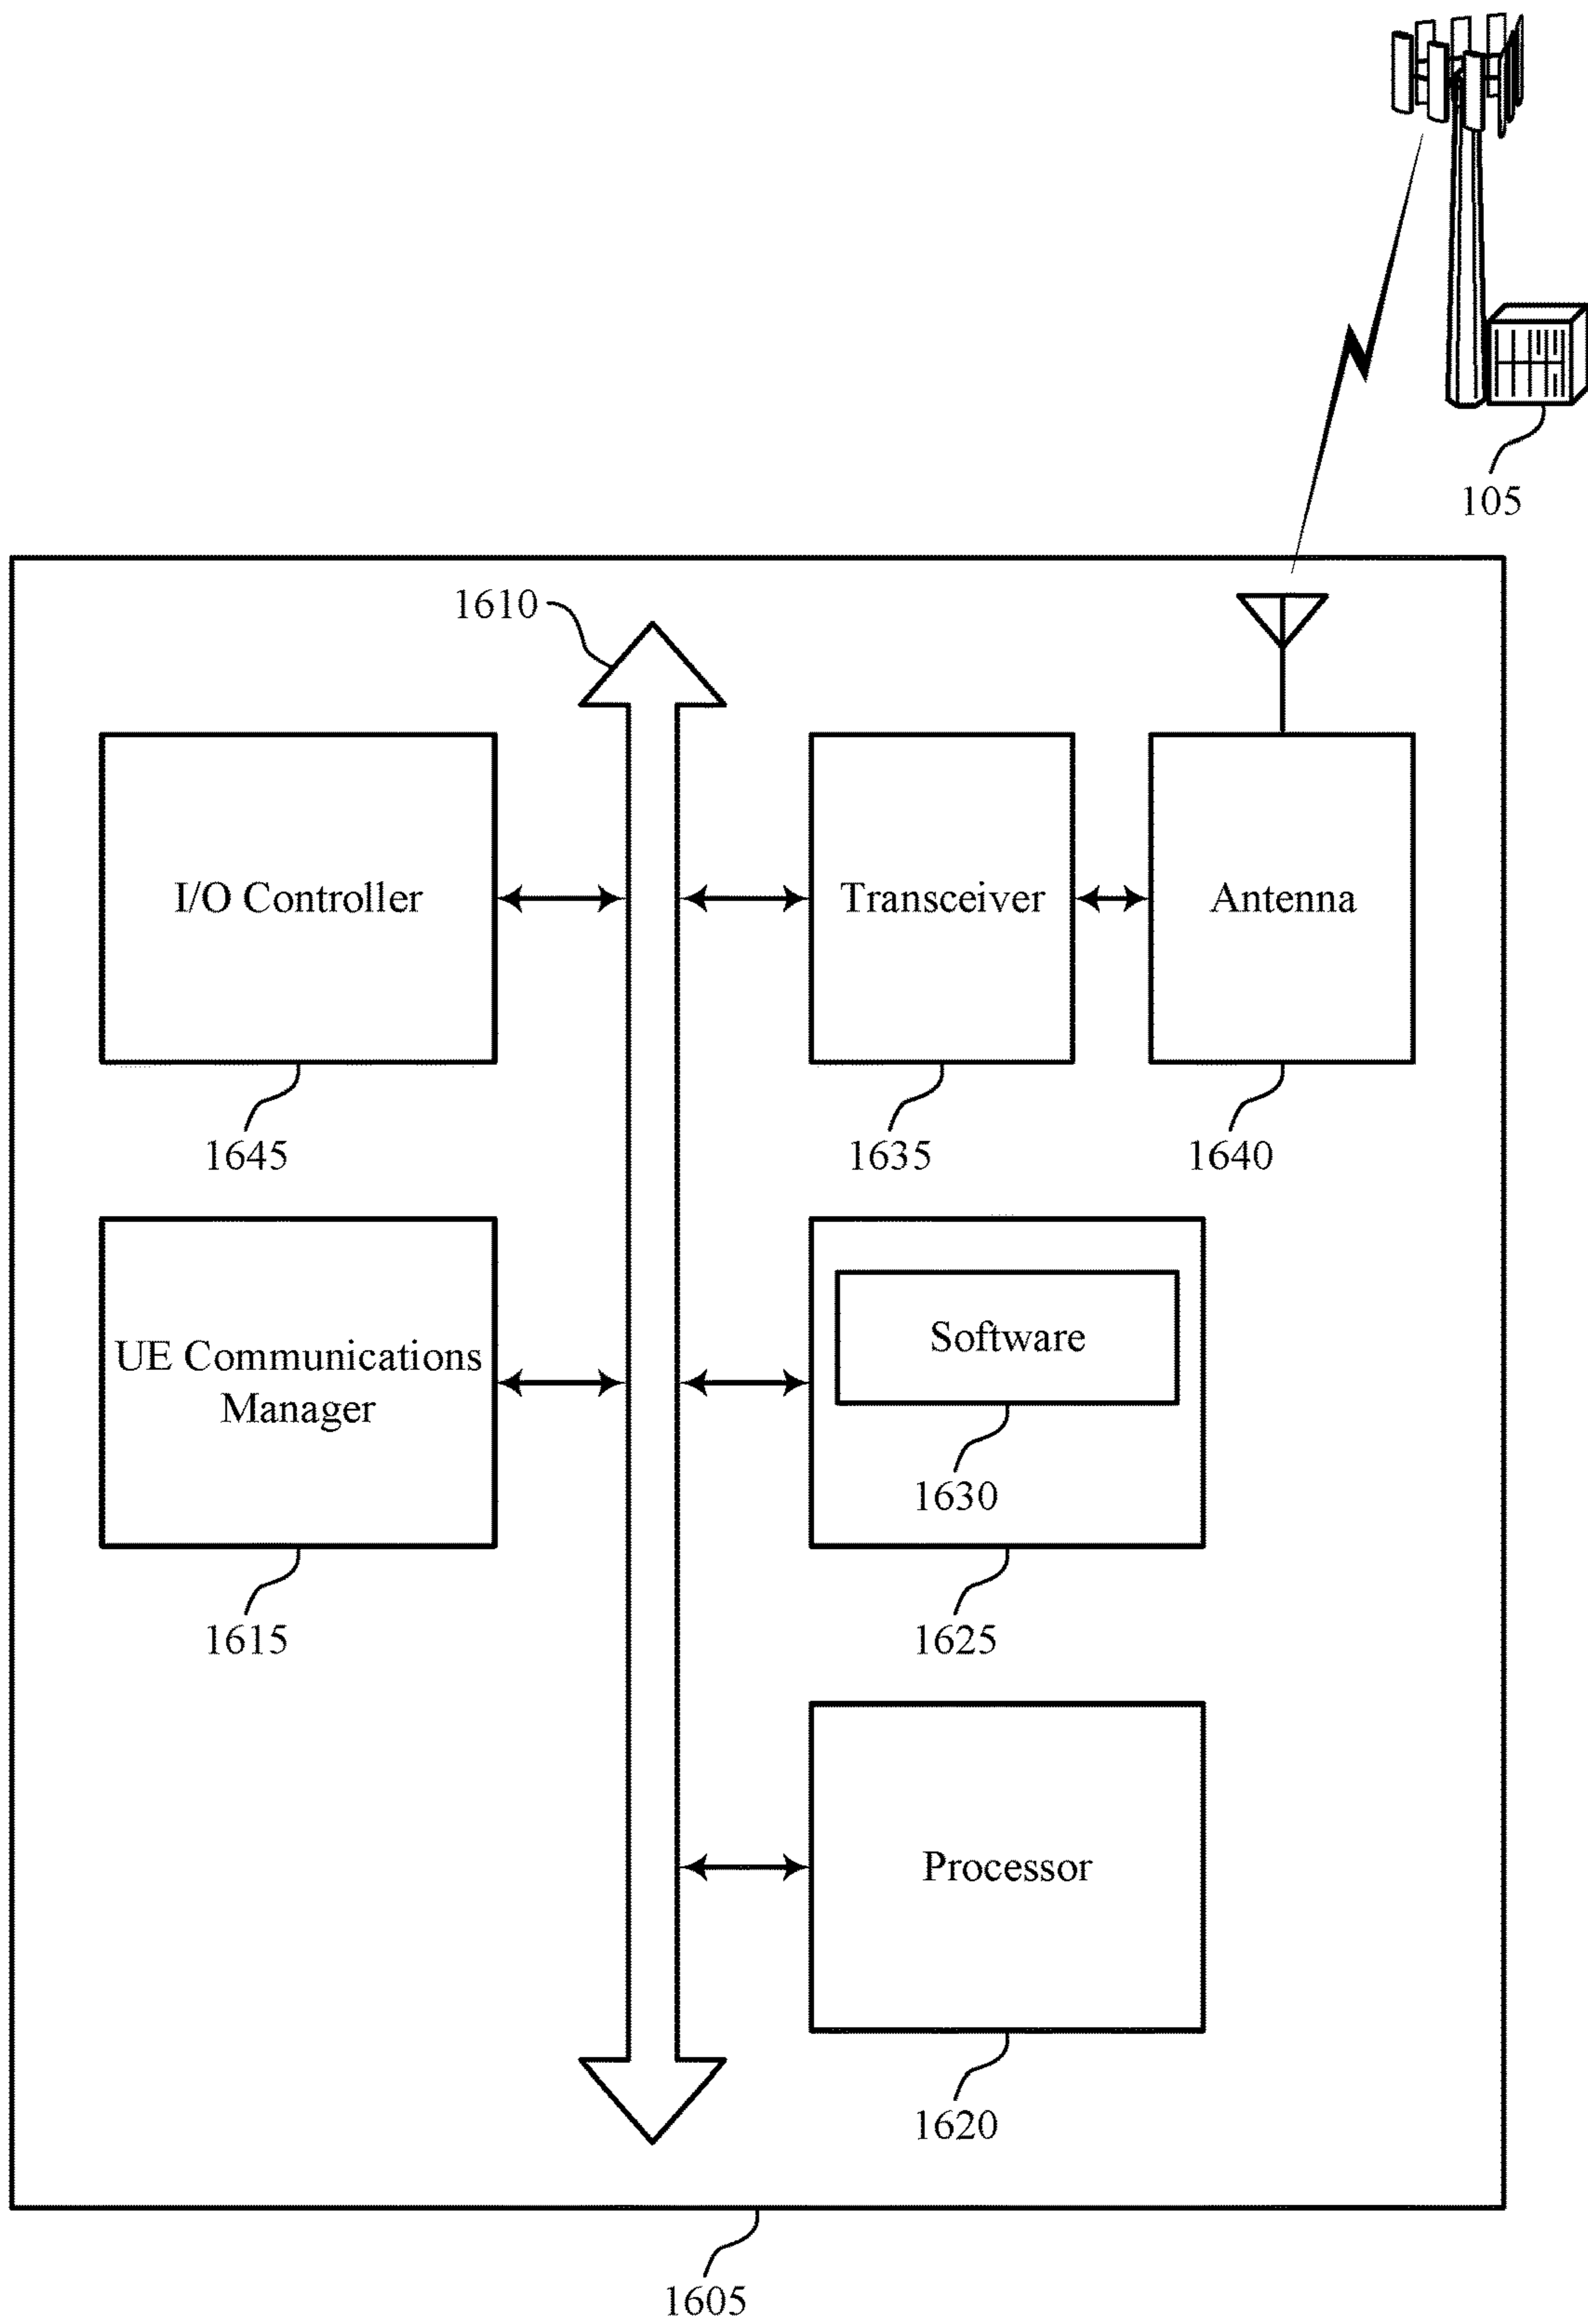 105
1610
I/O Controller
Transceiver
Antenna
1645
1635
1640
UE Communications
Manager
Software
1630
1615
1625
Processor
1620
1605